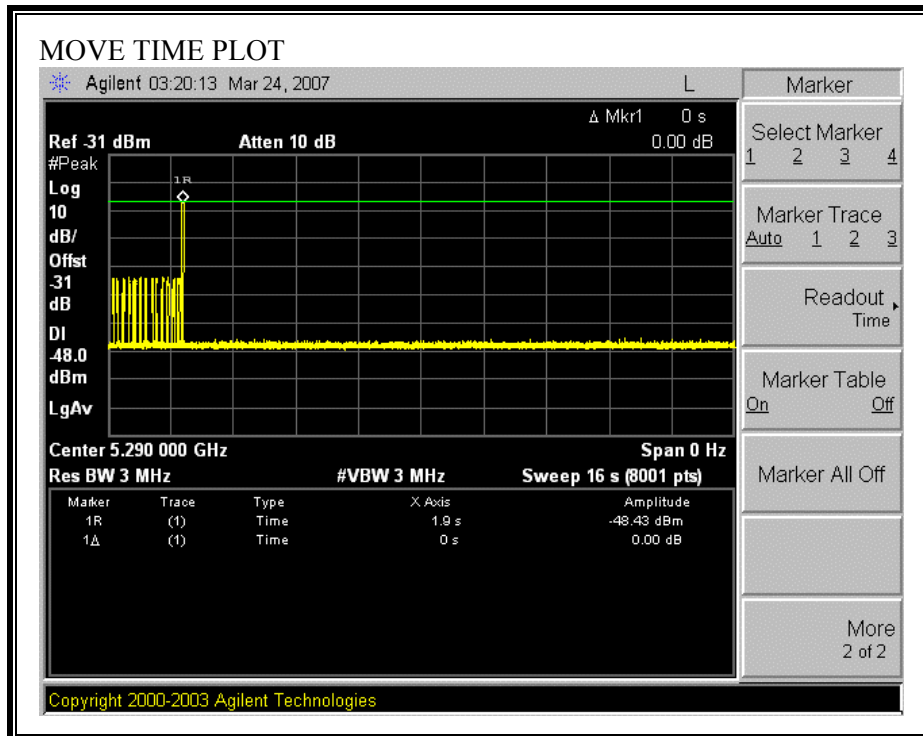 MOVE TIME PLOT
Agilent 03:20:13 Mar 24, 2007 L
Δ Mkr1 0 s
Ref -31 dBm Atten 10 dB 0.00 dB
#Peak
Log
10
dB/
Offst
-31
dB
DI
-48.0
dBm
LgAv
1R
Center 5.290 000 GHz Span 0 Hz
Res BW 3 MHz #VBW 3 MHz Sweep 16 s (8001 pts)
Marker Trace Type X Axis Amplitude
1R (1) Time 1.9 s -48.43 dBm
1Δ (1) Time 0 s 0.00 dB
Copyright 2000-2003 Agilent Technologies
Marker
Select Marker
1 2 3 4
Marker Trace
Auto 1 2 3
Readout
Time
Marker Table
On Off
Marker All Off
More
2 of 2